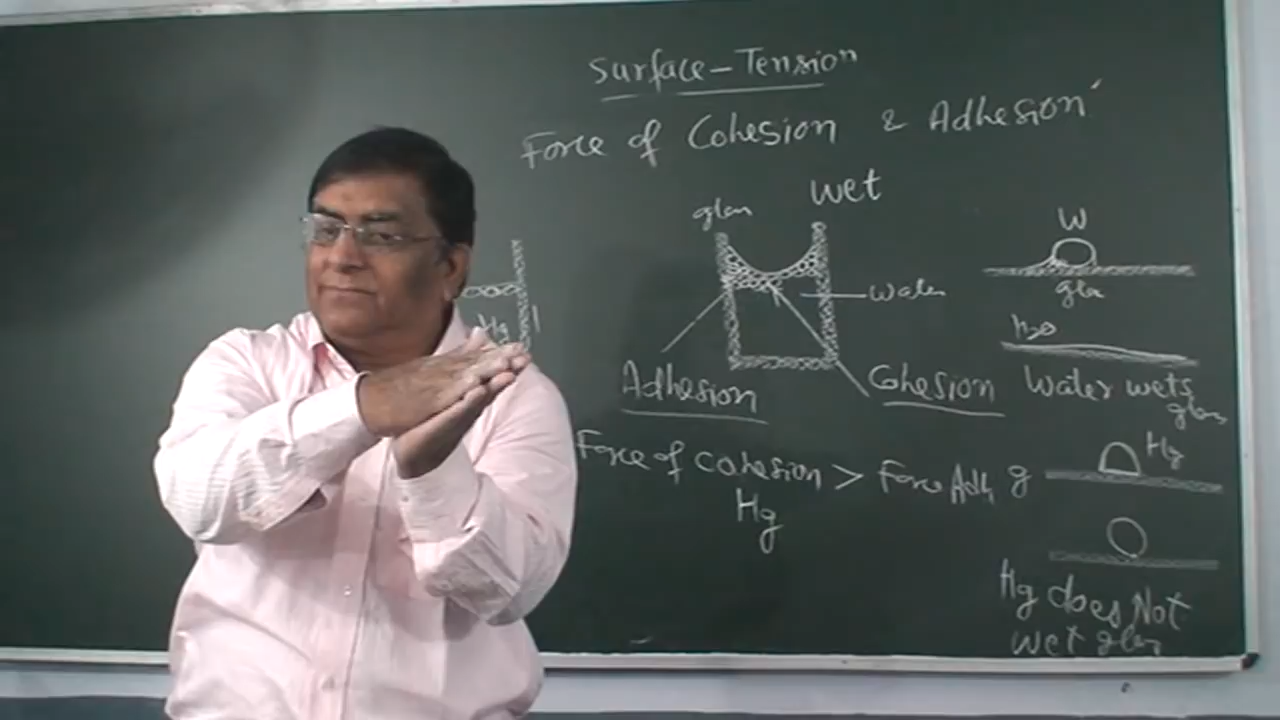 Surface-Tension
Force of Cohesion & Adhesion
glass
Wet
W
glass
Water
Hg
H2O
Adhesion
Cohesion
Water wets
glass
Hg
Force of cohesion > Force Adh g
Hg
Hg does Not
wet glass